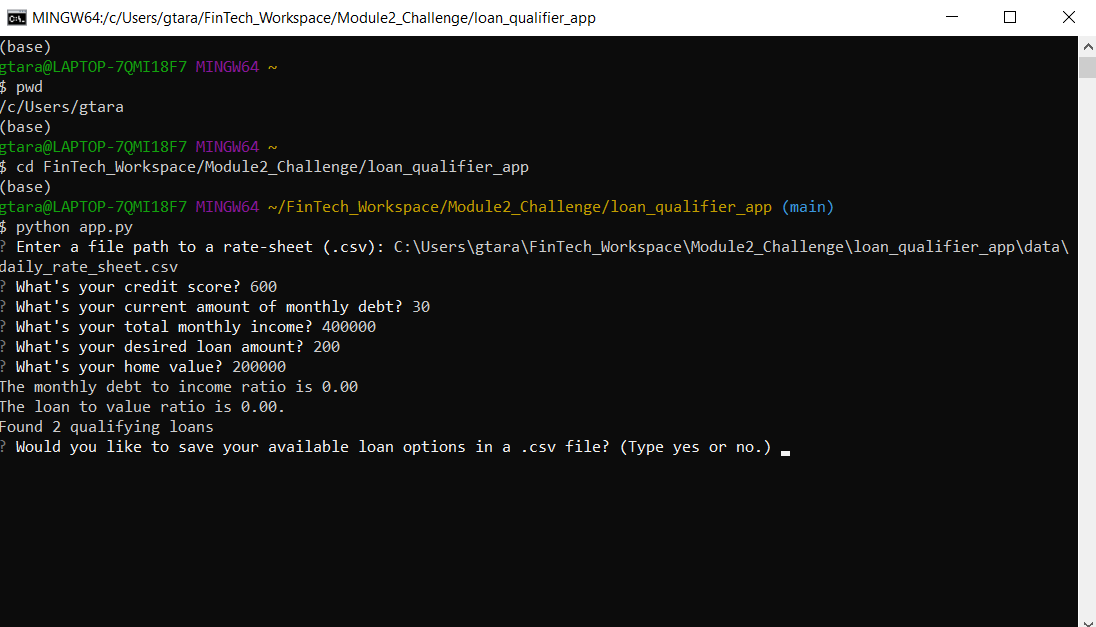 MINGW64:/c/Users/gtara/FinTech_Workspace/Module2_Challenge/loan_qualifier_app
(base)
gtara@LAPTOP-7QMI18F7 MINGW64 ~
$ pwd
/c/Users/gtara
(base)
gtara@LAPTOP-7QMI18F7 MINGW64 ~
$ cd FinTech_Workspace/Module2_Challenge/loan_qualifier_app
(base)
gtara@LAPTOP-7QMI18F7 MINGW64 ~/FinTech_Workspace/Module2_Challenge/loan_qualifier_app (main)
$ python app.py
? Enter a file path to a rate-sheet (.csv): C:\Users\gtara\FinTech_Workspace\Module2_Challenge\loan_qualifier_app\data\
daily_rate_sheet.csv
? What's your credit score? 600
? What's your current amount of monthly debt? 30
? What's your total monthly income? 400000
? What's your desired loan amount? 200
? What's your home value? 200000
The monthly debt to income ratio is 0.00
The loan to value ratio is 0.00.
Found 2 qualifying loans
? Would you like to save your available loan options in a .csv file? (Type yes or no.)